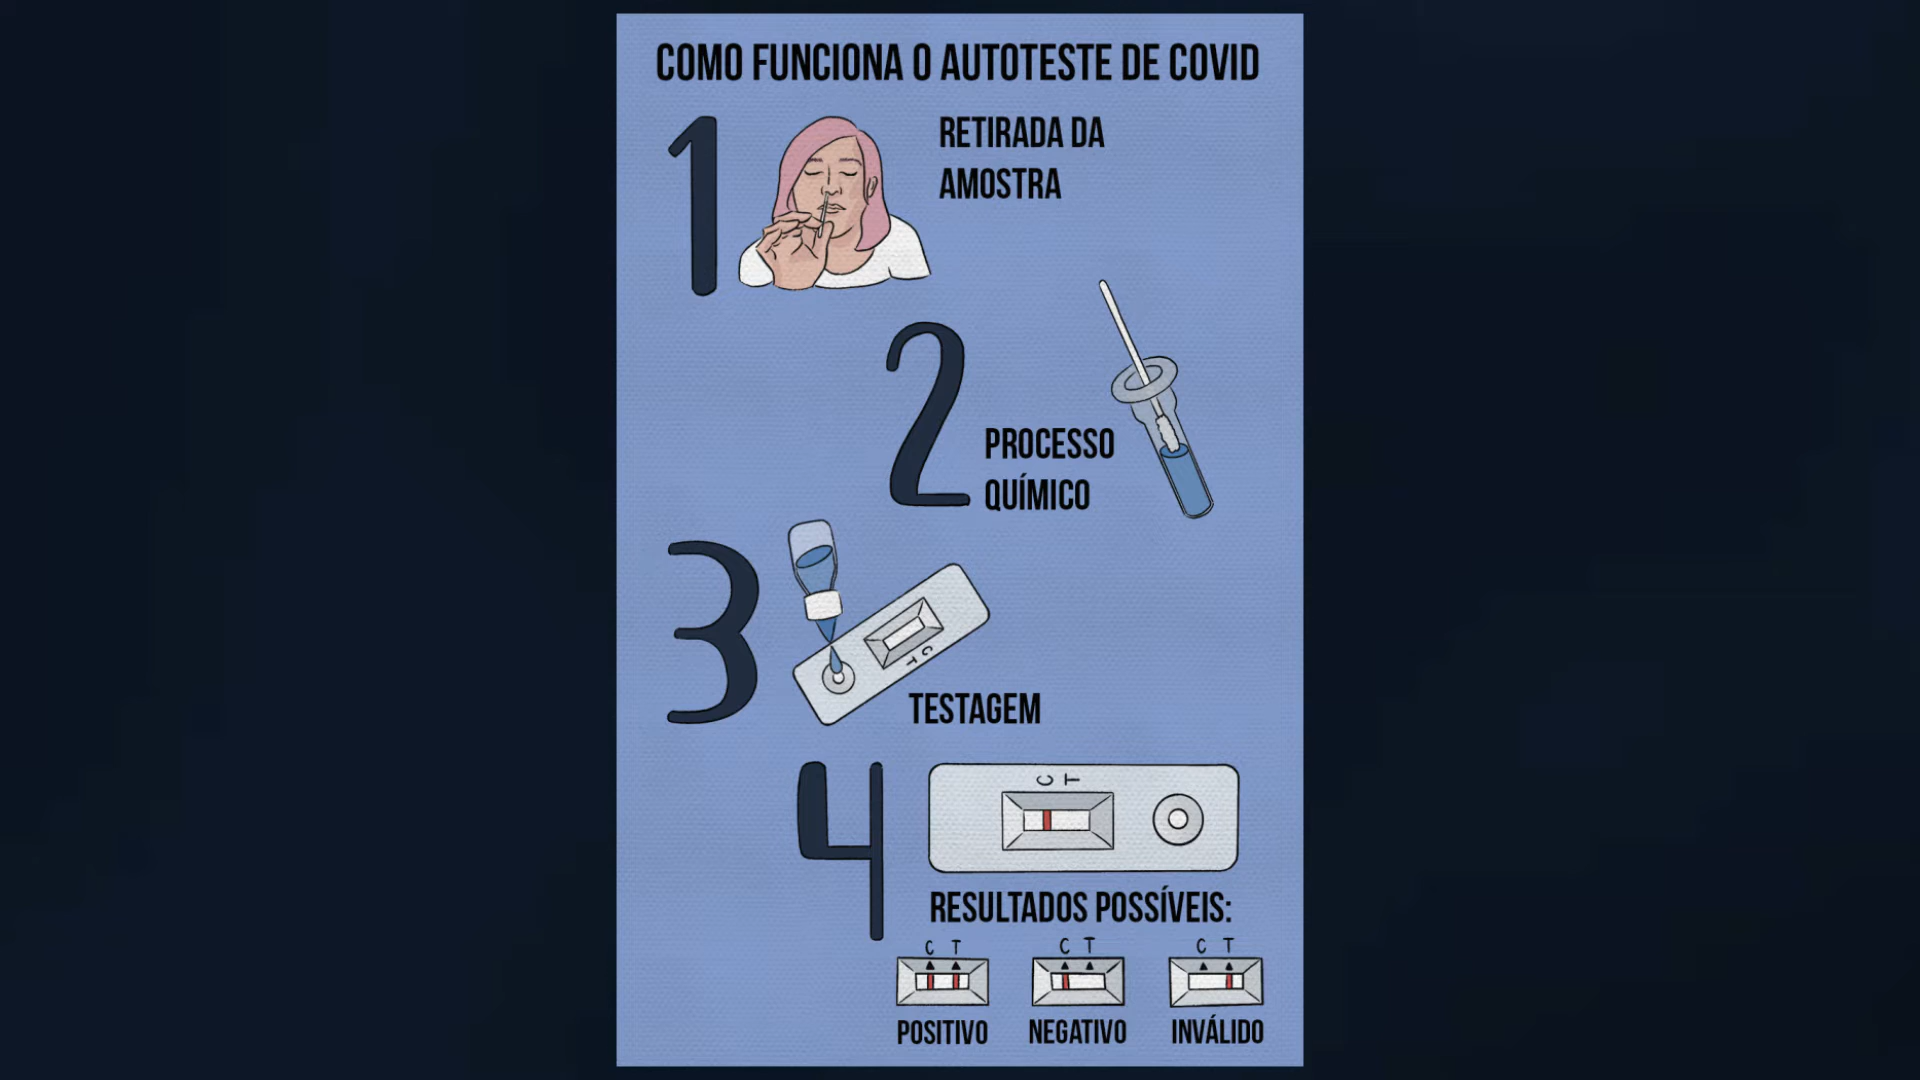 COMO FUNCIONA O AUTOTESTE DE COVID
1
RETIRADA DA
AMOSTRA
2
PROCESSO
QUÍMICO
3
C
T
TESTAGEM
4
C T
RESULTADOS POSSÍVEIS:
C T
C T
C T
POSITIVO
NEGATIVO
INVÁLIDO